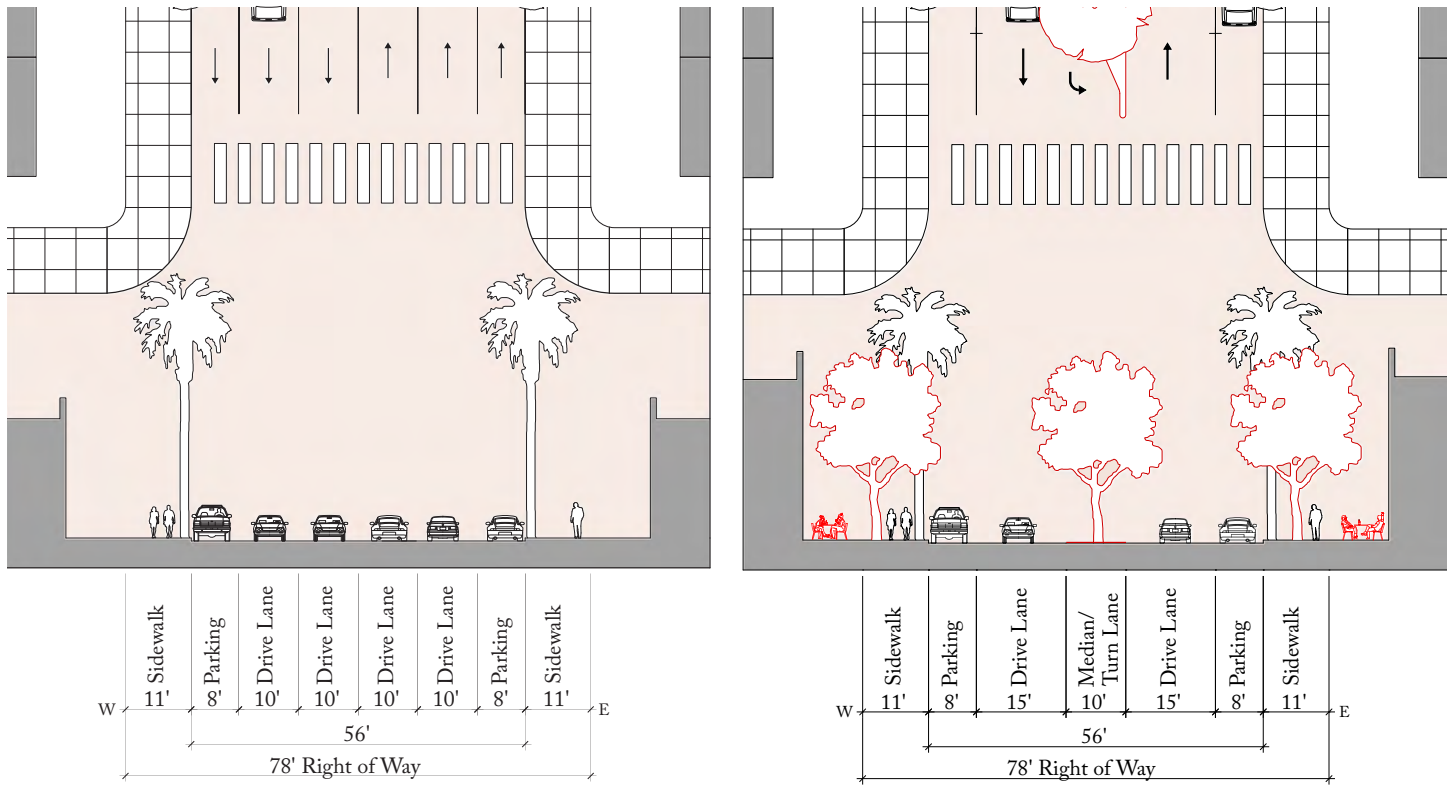 Sidewalk
Parking
Drive Lane
Drive Lane
Drive Lane
Drive Lane
Parking
Sidewalk
W 11' 8' 10' 10' 10' 10' 8' 11' E
56'
78' Right of Way
Sidewalk
Parking
Drive Lane
Median/
Turn Lane
Drive Lane
Parking
Sidewalk
W 11' 8' 15' 10' 15' 8' 11' E
56'
78' Right of Way